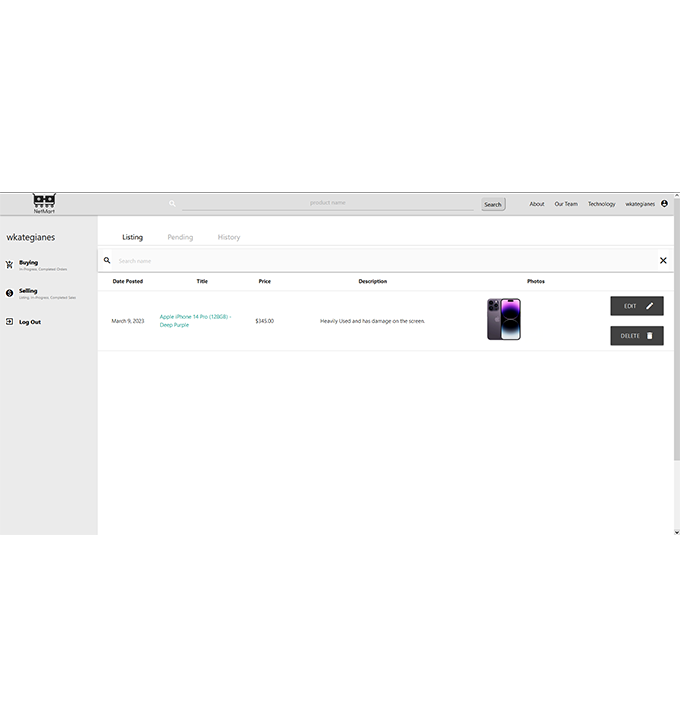 NetMart
product name
Search
About
Our Team
Technology
wkategianes
wkategianes
Buying
In-Progress, Completed Orders
Selling
Listing, In-Progress, Completed Sales
Log Out
Listing
Pending
History
Search name
Date Posted
Title
Price
Description
Photos
March 9, 2023
Apple iPhone 14 Pro (128GB) -
Deep Purple
$345.00
Heavily Used and has damage on the screen.
EDIT
DELETE